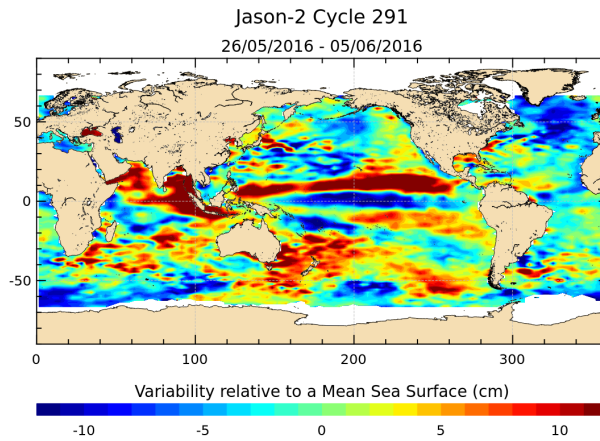 Jason-2 Cycle 291
26/05/2016 - 05/06/2016
50
0
-50
0 100 200 300
Variability relative to a Mean Sea Surface (cm)
-10 -5 0 5 10